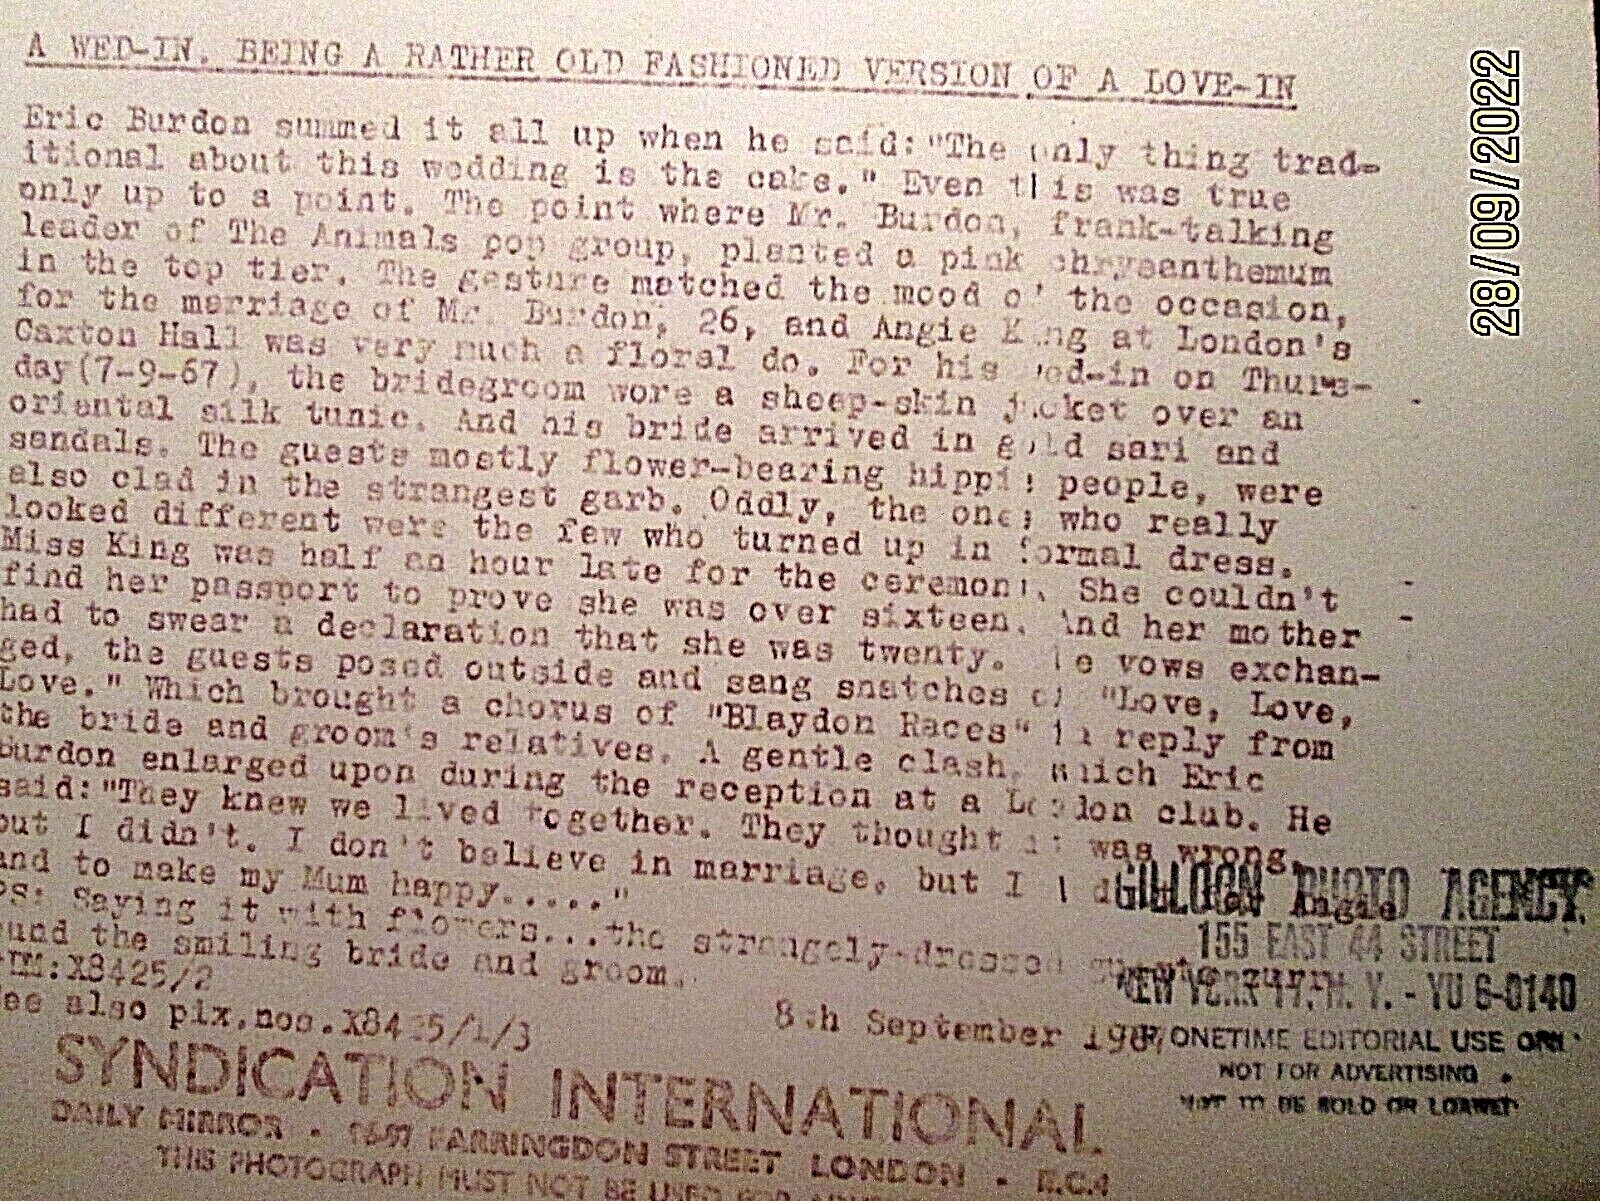 A WED-IN. BEING A RATHER OLD FASHIONED VERSION OF A LOVE-IN
Eric Burdon summed it all up when he said:"The only thing trad-
itional about this wedding is the cake." Even this was true
only up to a point. The point where Mr. Burdon, frank-talking
leader of The Animals pop group, planted a pink chrysanthemum
in the top tier. The gesture matched the mood of the occasion,
for the marriage of Mr. Burdon, 26, and Angie King at London's
Caxton Hall was very much a floral do. For his wed-in on Thurs-
day(7-9-67), the bridegroom wore a sheep-skin jacket over an
oriental silk tunic. And his bride arrived in gold sari and
sandals. The guests mostly flower-bearing hippie people, were
also clad in the strangest garb. Oddly, the ones who really
looked different were the few who turned up in formal dress.
Miss King was half an hour late for the ceremony. She couldn't
find her passport to prove she was over sixteen. And her mother
had to swear a declaration that she was twenty. The vows exchan-
ged, the guests posed outside and sang snatches of "Love, Love,
Love." Which brought a chorus of "Blaydon Races" in reply from
the bride and groom's relatives. A gentle clash, which Eric
Burdon enlarged upon during the reception at a London club. He
said:"They knew we lived together. They thought it was wrong,
but I didn't. I don't believe in marriage, but I Angie
and to make my Mum happy....."
PS: Saying it with flowers...the strangely-dressed guests
the smiling bride and groom.
X8425/2
See also pix.nos.X8425/1/3
8th September 1967
SYNDICATION INTERNATIONAL
DAILY MIRROR - FARRINGDON STREET LONDON - E.C.4
THIS PHOTOGRAPH MUST NOT BE USED FOR
GILLOON PHOTO AGENCY
155 EAST 44 STREET
NEW YORK 17, N. Y. - YU 6-0140
ONETIME EDITORIAL USE ONLY
NOT FOR ADVERTISING
NOT TO BE SOLD OR LOANED
28/09/2022